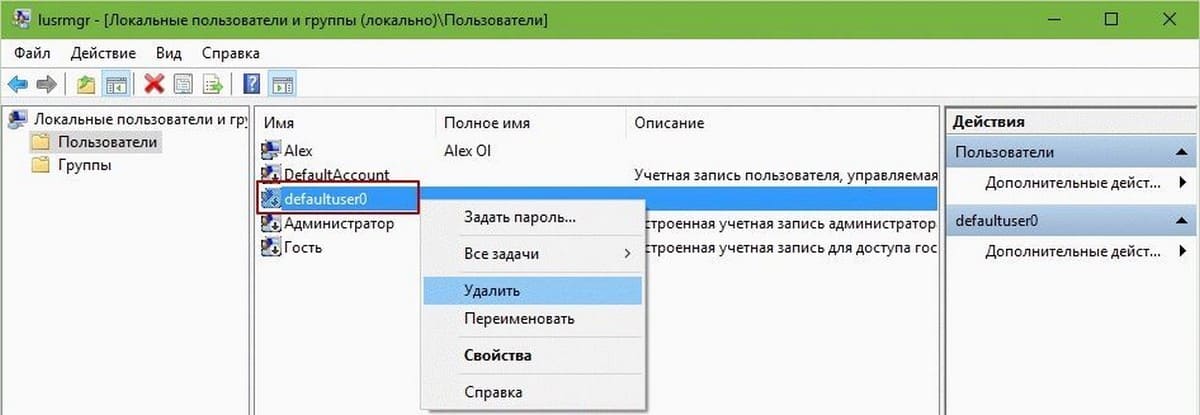 lusrmgr - [Локальные пользователи и группы (локально)\Пользователи]
Файл Действие Вид Справка
Локальные пользователи и гру
Пользователи
Группы
Имя Полное имя Описание
Alex Alex Ol
DefaultAccount Учетная запись пользователя, управляемая
defaultuser0
Администратор строенная учетная запись администратор
Гость строенная учетная запись для доступа гос
Задать пароль...
Все задачи
Удалить
Переименовать
Свойства
Справка
Действия
Пользователи
Дополнительные дейст...
defaultuser0
Дополнительные дейст...